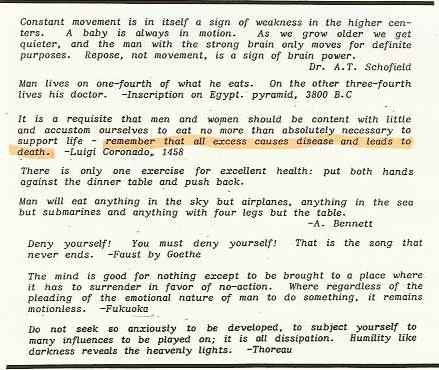 Constant movement is in itself a sign of weakness in the higher cen-
ters. A baby is always in motion. As we grow older we get
quieter, and the man with the strong brain only moves for definite
purposes. Repose, not movement, is a sign of brain power.
Dr. A.T. Schofield
Man lives on one-fourth of what he eats. On the other three-fourth
lives his doctor. -Inscription on Egypt. pyramid, 3800 B.C
It is a requisite that men and women should be content with little
and accustom ourselves to eat no more than absolutely necessary to
support life - remember that all excess causes disease and leads to
death. -Luigi Coronado, 1458
There is only one exercise for excellent health: put both hands
against the dinner table and push back.
Man will eat anything in the sky but airplanes, anything in the sea
but submarines and anything with four legs but the table.
-A. Bennett
Deny yourself! You must deny yourself! That is the song that
never ends. -Faust by Goethe
The mind is good for nothing except to be brought to a place where
it has to surrender in favor of no-action. Where regardless of the
pleading of the emotional nature of man to do something, it remains
motionless. -Fukuoka
Do not seek so anxiously to be developed, to subject yourself to
many influences to be played on; it is all dissipation. Humility like
darkness reveals the heavenly lights. -Thoreau